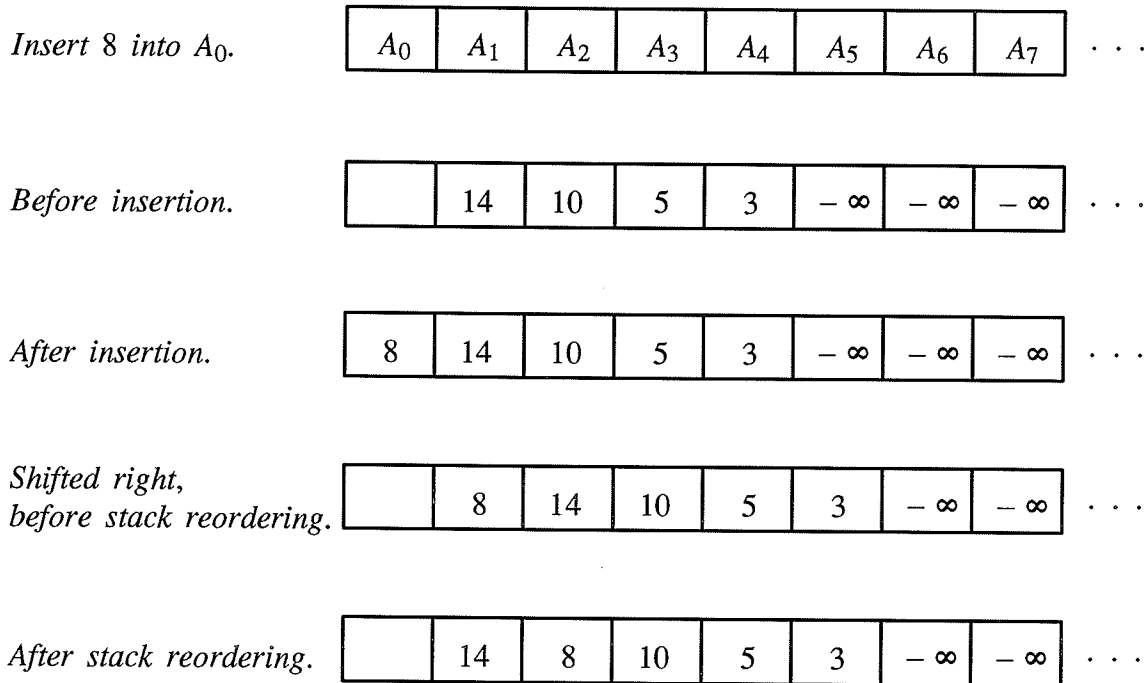 Insert 8 into A0. A0 A1 A2 A3 A4 A5 A6 A7 . . .
Before insertion. 14 10 5 3 – ∞ – ∞ – ∞ . . .
After insertion. 8 14 10 5 3 – ∞ – ∞ – ∞ . . .
Shifted right,
before stack reordering. 8 14 10 5 3 – ∞ – ∞ . . .
After stack reordering. 14 8 10 5 3 – ∞ – ∞ . . .